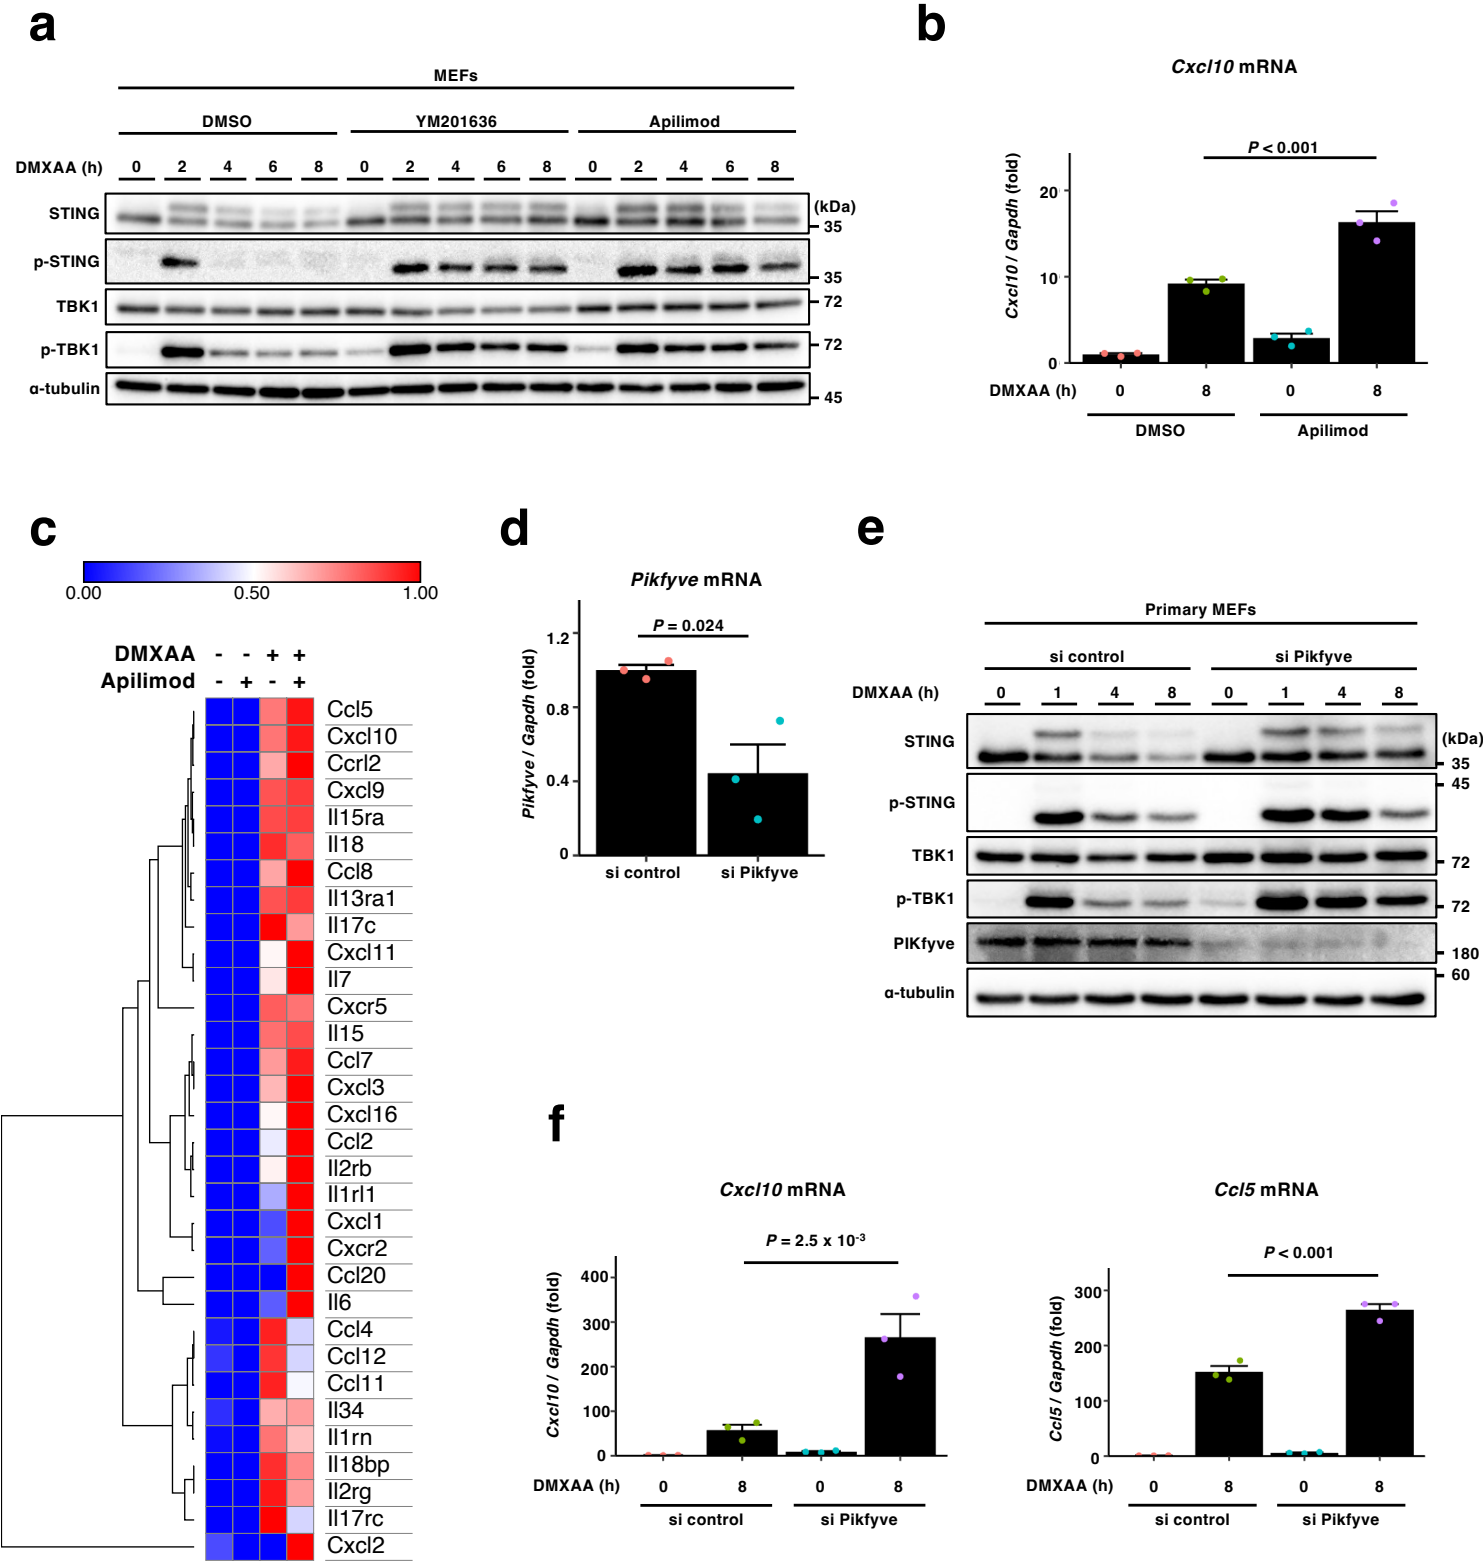 a
MEFs
DMSO YM201636 Apilimod
DMXAA (h) 0 2 4 6 8 0 2 4 6 8 0 2 4 6 8
STING (kDa)
35
p-STING
35
TBK1 72
p-TBK1 72
α-tubulin
45
b
Cxcl10 mRNA
P < 0.001
Cxcl10 / Gapdh (fold)
20
10
0
DMXAA (h) 0 8 0 8
DMSO Apilimod
c
0.00 0.50 1.00
DMXAA - - + +
Apilimod - + - +
Ccl5
Cxcl10
Ccrl2
Cxcl9
Il15ra
Il18
Ccl8
Il13ra1
Il17c
Cxcl11
Il7
Cxcr5
Il15
Ccl7
Cxcl3
Cxcl16
Ccl2
Il2rb
Il1rl1
Cxcl1
Cxcr2
Ccl20
Il6
Ccl4
Ccl12
Ccl11
Il34
Il1rn
Il18bp
Il2rg
Il17rc
Cxcl2
d
Pikfyve mRNA
P = 0.024
Pikfyve / Gapdh (fold)
1.2
0.8
0.4
0
si control si Pikfyve
e
Primary MEFs
si control si Pikfyve
DMXAA (h) 0 1 4 8 0 1 4 8
STING (kDa)
35
45
p-STING
TBK1
72
p-TBK1
72
PIKfyve
180
60
α-tubulin
f
Cxcl10 mRNA
P = 2.5 x 10-3
Cxcl10 / Gapdh (fold)
400
300
200
100
0
DMXAA (h) 0 8 0 8
si control si Pikfyve
Ccl5 mRNA
P < 0.001
Ccl5 / Gapdh (fold)
300
200
100
0
DMXAA (h) 0 8 0 8
si control si Pikfyve